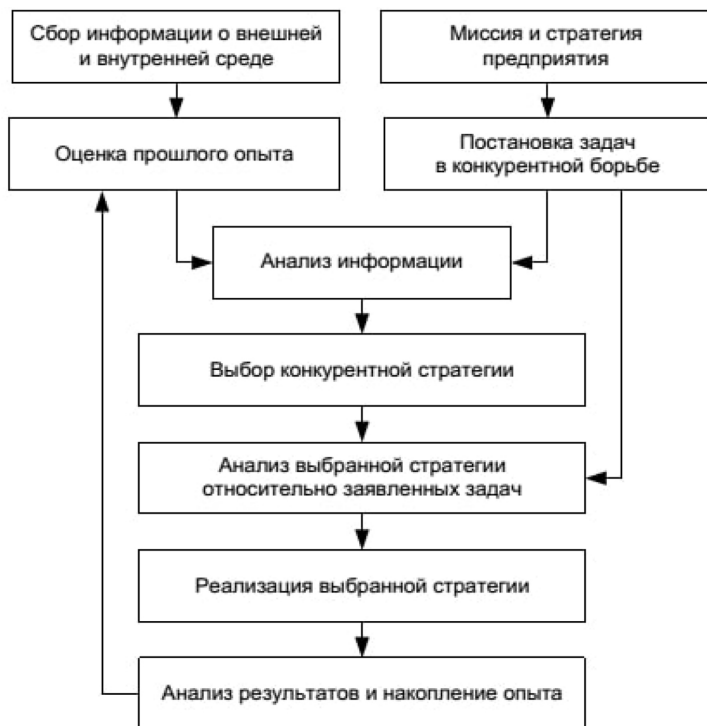 Сбор информации о внешней
и внутренней среде
Миссия и стратегия
предприятия
Оценка прошлого опыта
Постановка задач
в конкурентной борьбе
Анализ информации
Выбор конкурентной стратегии
Анализ выбранной стратегии
относительно заявленных задач
Реализация выбранной стратегии
Анализ результатов и накопление опыта